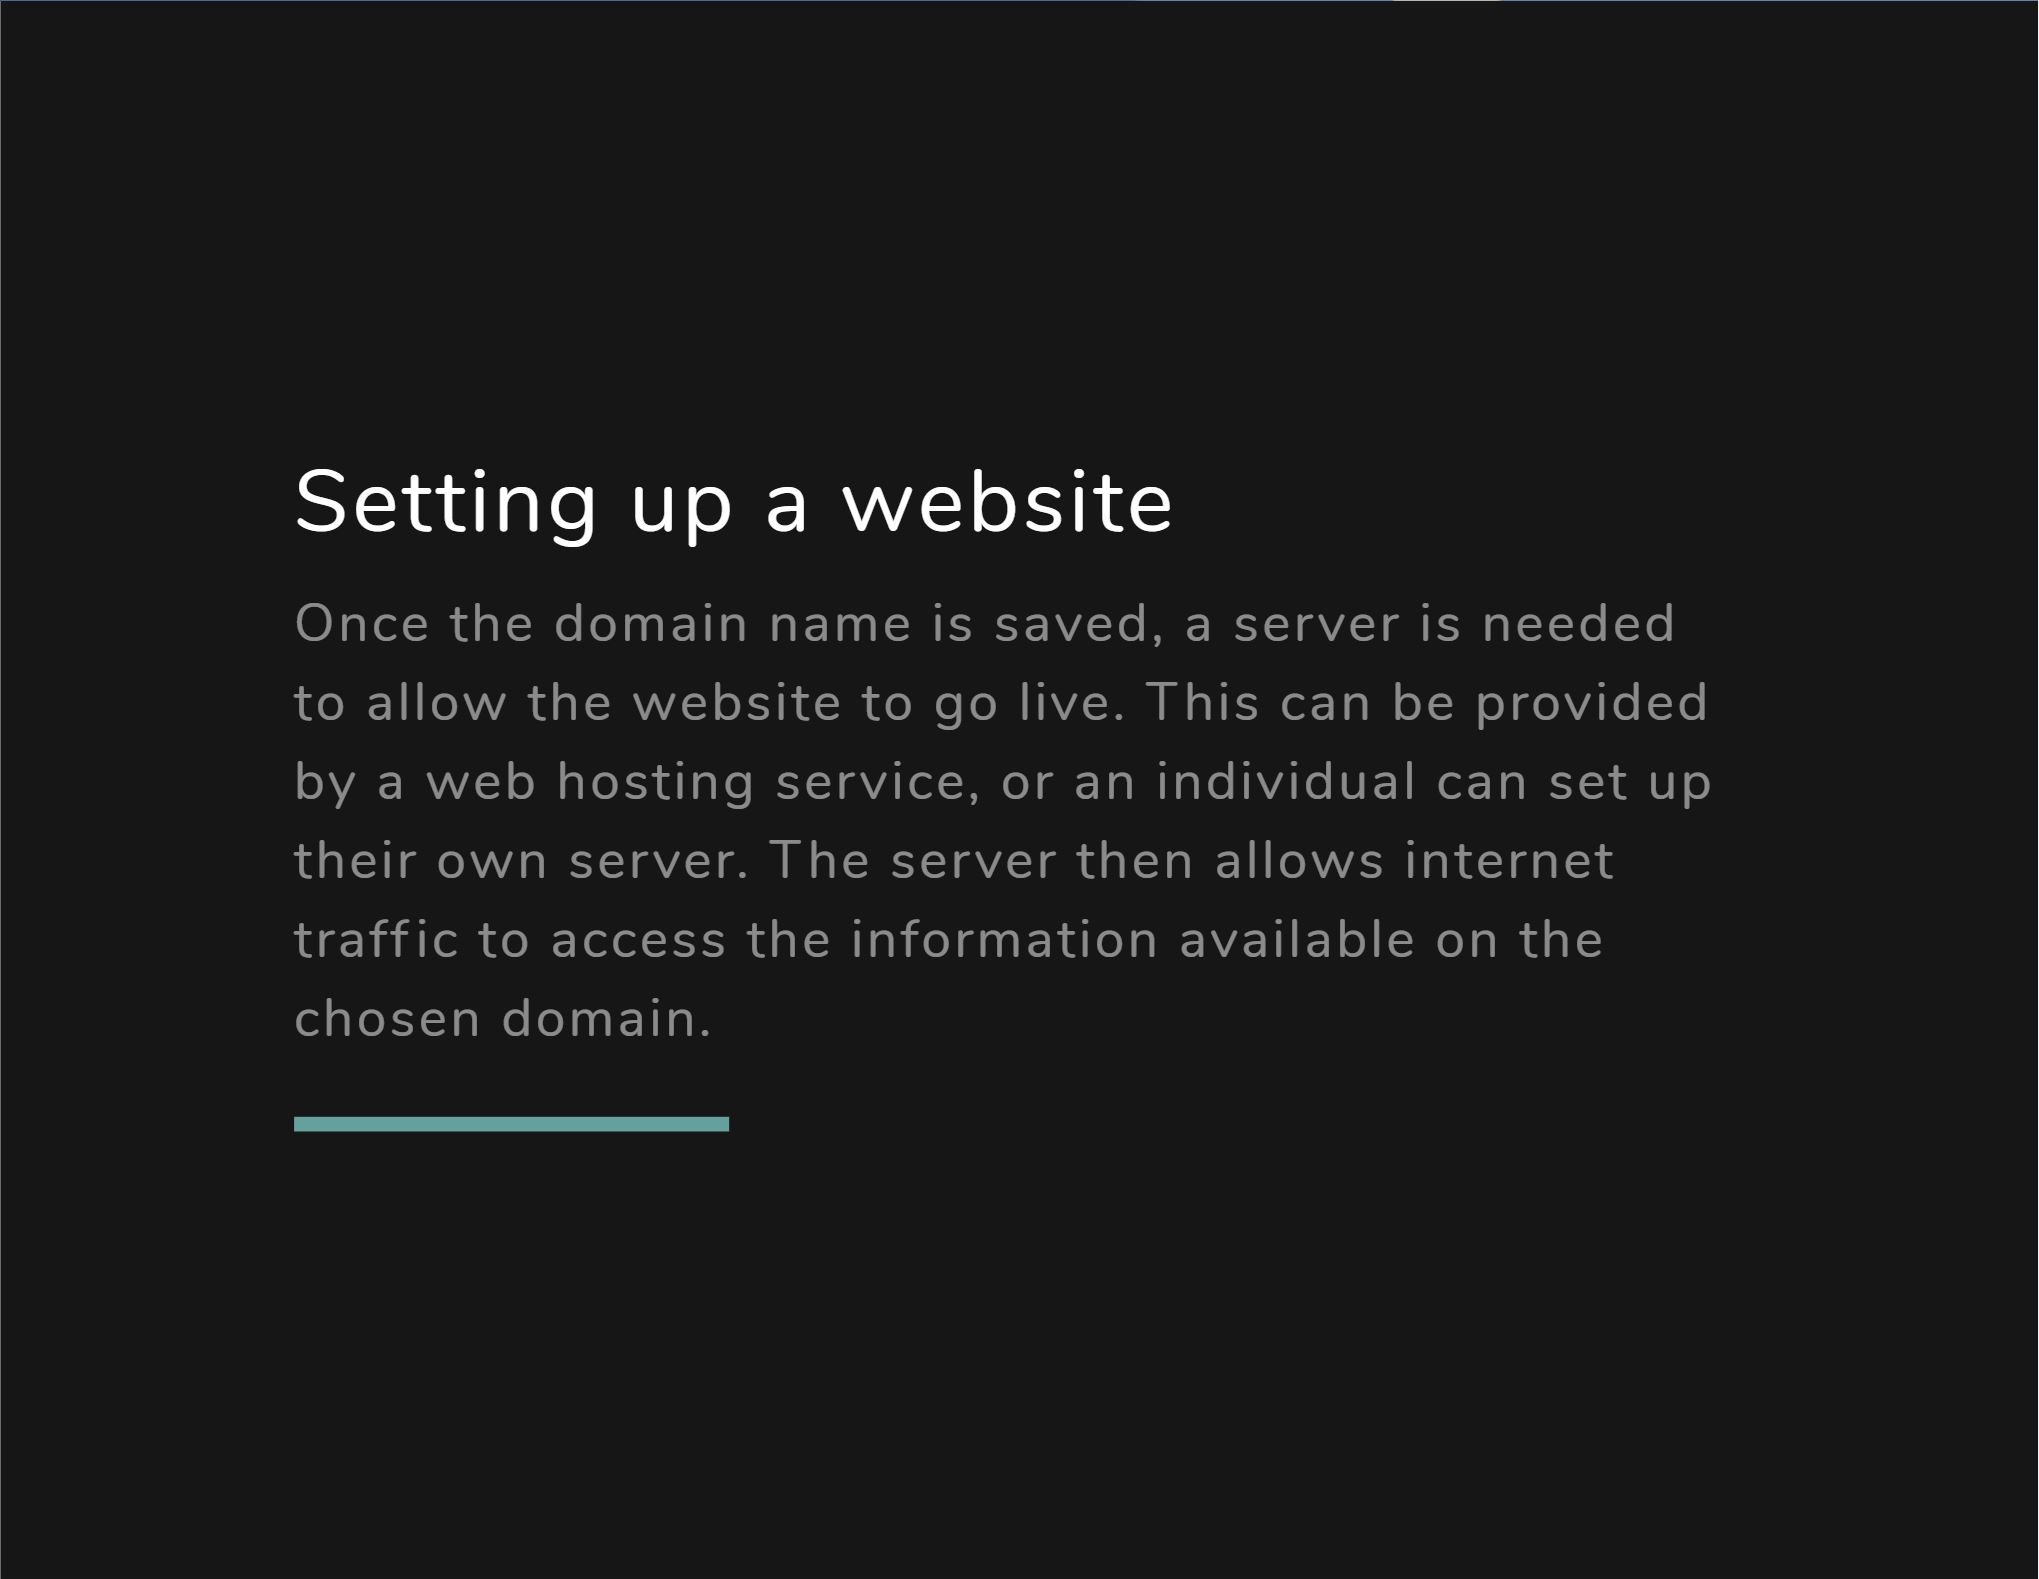 Setting up a website
Once the domain name is saved, a server is needed
to allow the website to go live. This can be provided
by a web hosting service, or an individual can set up
their own server. The server then allows internet
traffic to access the information available on the
chosen domain.